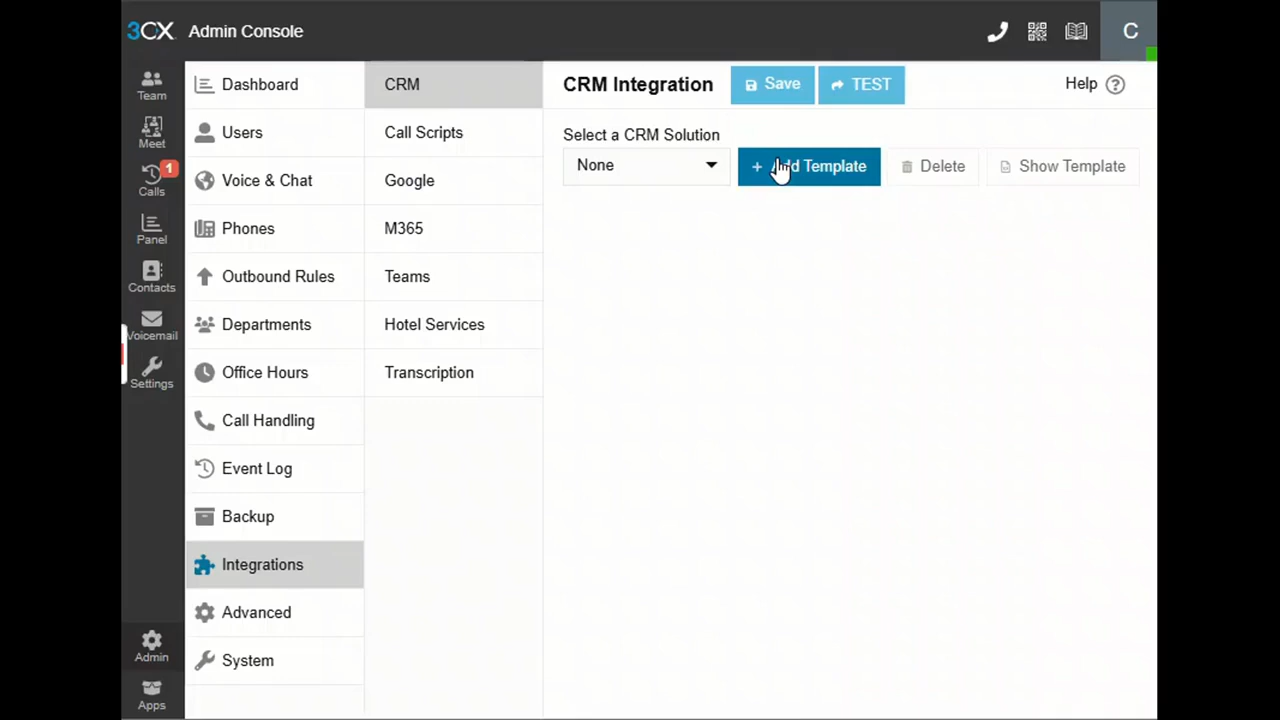 3CX Admin Console
C
Team
Meet
1
Calls
Panel
Contacts
Voicemail
Settings
Admin
Apps
Dashboard
Users
Voice & Chat
Phones
Outbound Rules
Departments
Office Hours
Call Handling
Event Log
Backup
Integrations
Advanced
System
CRM
Call Scripts
Google
M365
Teams
Hotel Services
Transcription
CRM Integration
Save
TEST
Help ?
Select a CRM Solution
None
+ Add Template
Delete
Show Template